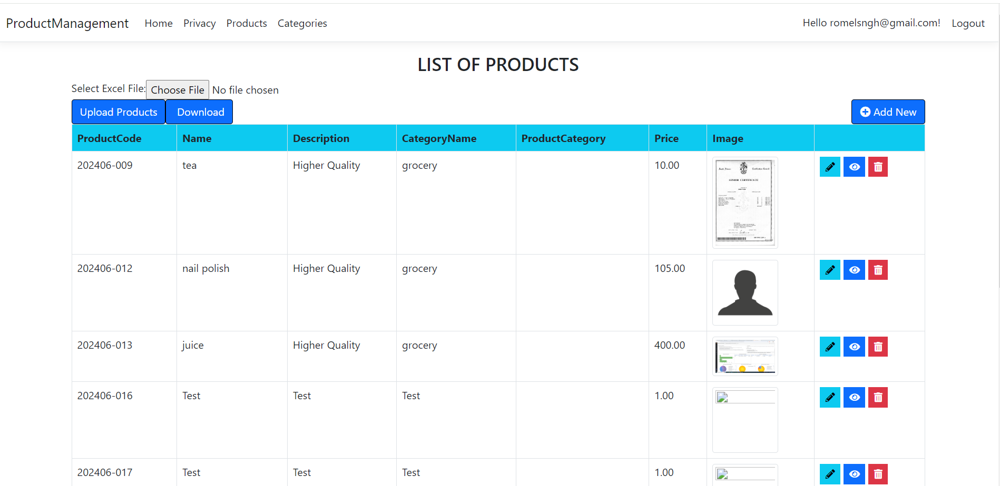 ProductManagement Home Privacy Products Categories Hello romelsngh@gmail.com! Logout
LIST OF PRODUCTS
Select Excel File: Choose File No file chosen
Upload Products Download Add New
ProductCode Name Description CategoryName ProductCategory Price Image
202406-009 tea Higher Quality grocery 10.00
SENIOR CERTIFICATE
202406-012 nail polish Higher Quality grocery 105.00
202406-013 juice Higher Quality grocery 400.00
202406-016 Test Test Test 1.00
202406-017 Test Test Test 1.00